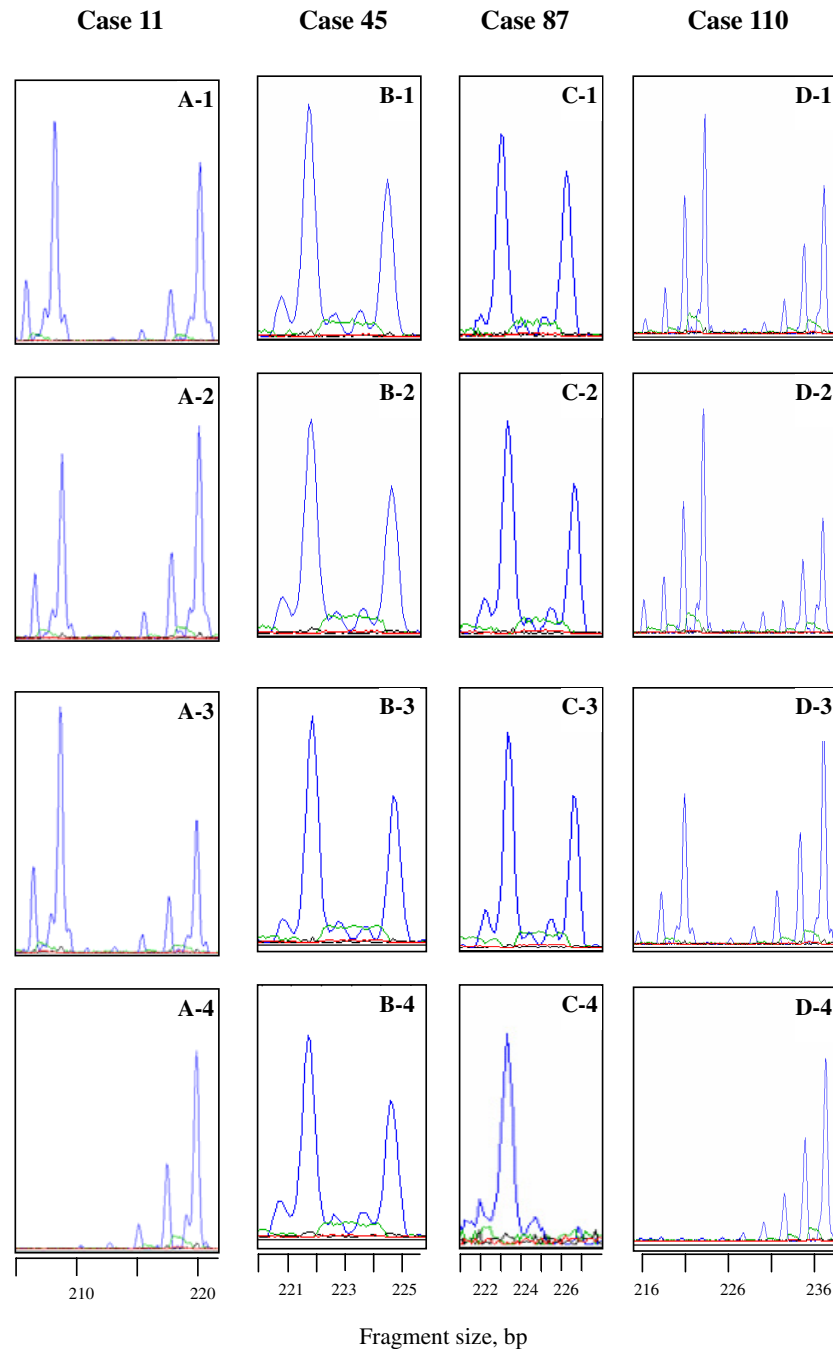 Case 11 Case 45 Case 87 Case 110
A-1 B-1 C-1 D-1
A-2 B-2 C-2 D-2
A-3 B-3 C-3 D-3
A-4 B-4 C-4 D-4
210 220 221 223 225 222 224 226 216 226 236
Fragment size, bp